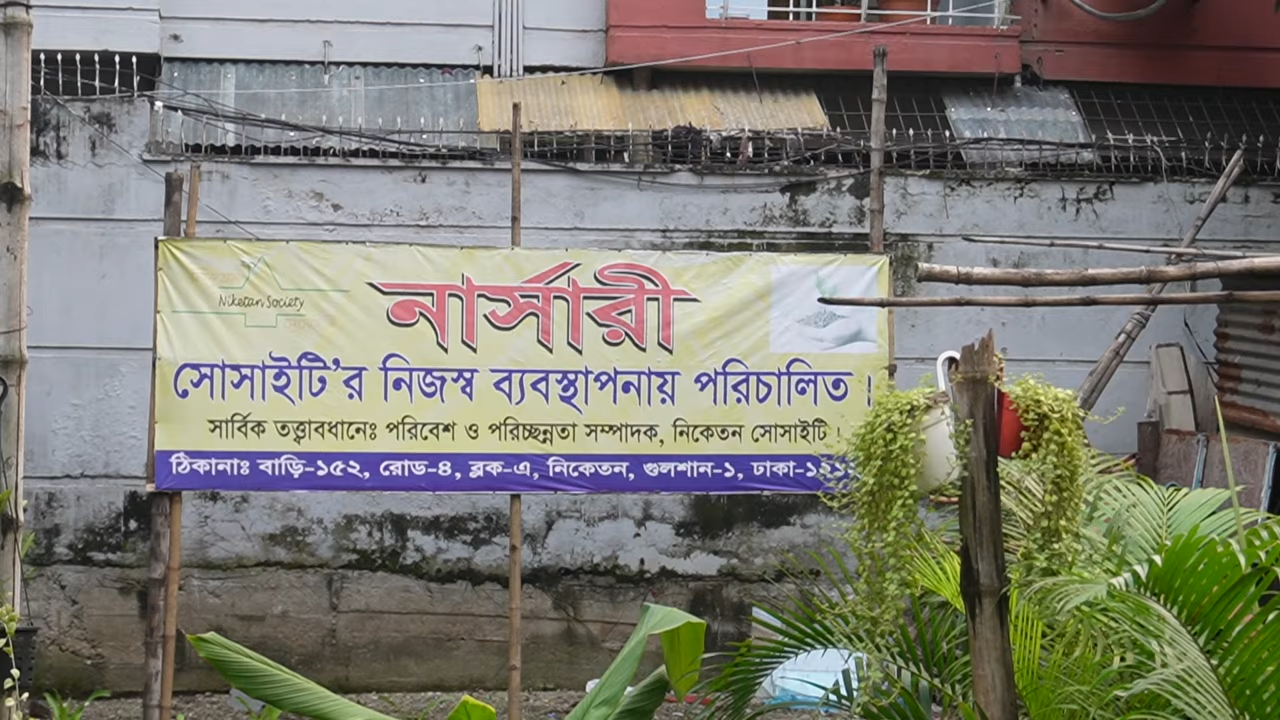 Niketan Society
নার্সারী
সোসাইটি'র নিজস্ব ব্যবস্থাপনায় পরিচালিত।
সার্বিক তত্ত্বাবধানেঃ পরিবেশ ও পরিচ্ছন্নতা সম্পাদক, নিকেতন সোসাইটি।
ঠিকানাঃ বাড়ি-১৫২, রোড-৪, ব্লক-এ, নিকেতন, গুলশান-১,